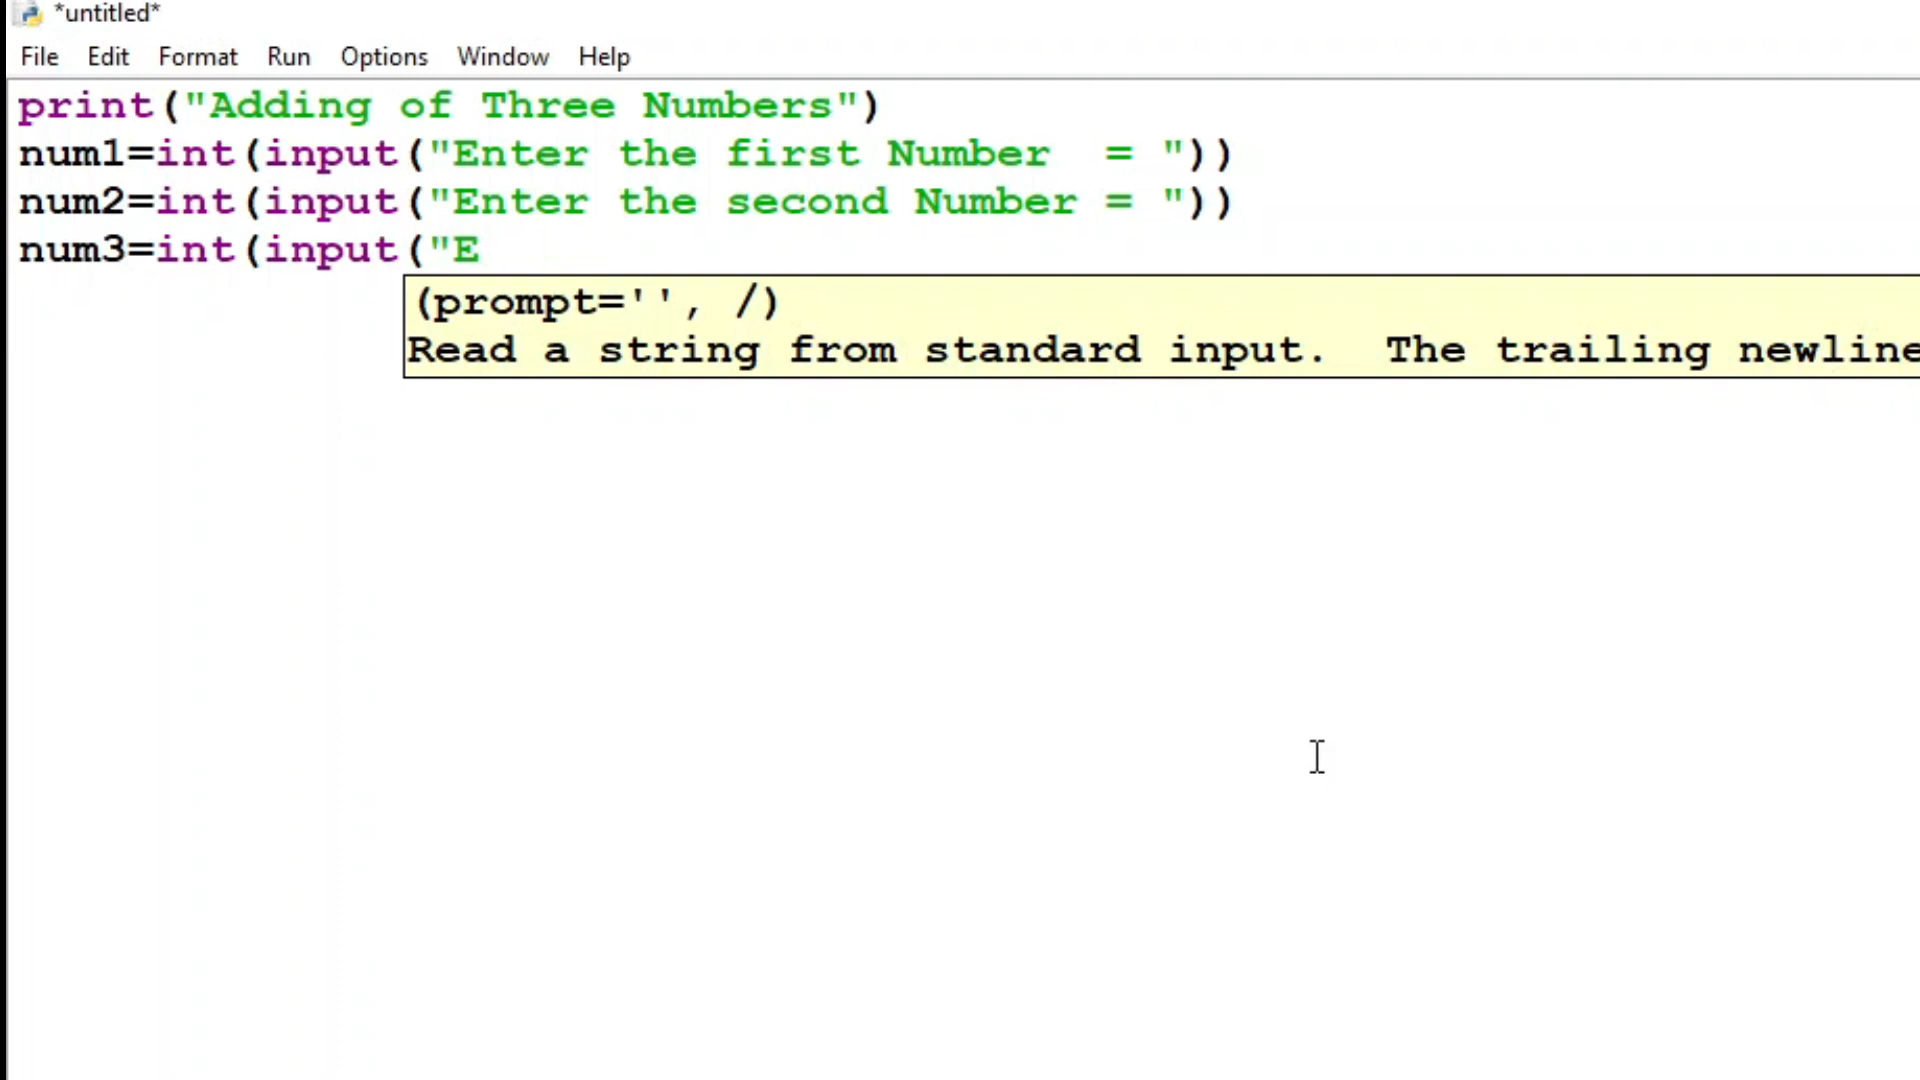 *untitled*
File Edit Format Run Options Window Help
print("Adding of Three Numbers")
num1=int(input("Enter the first Number  = "))
num2=int(input("Enter the second Number = "))
num3=int(input("E
(prompt='', /)
Read a string from standard input.  The trailing newline